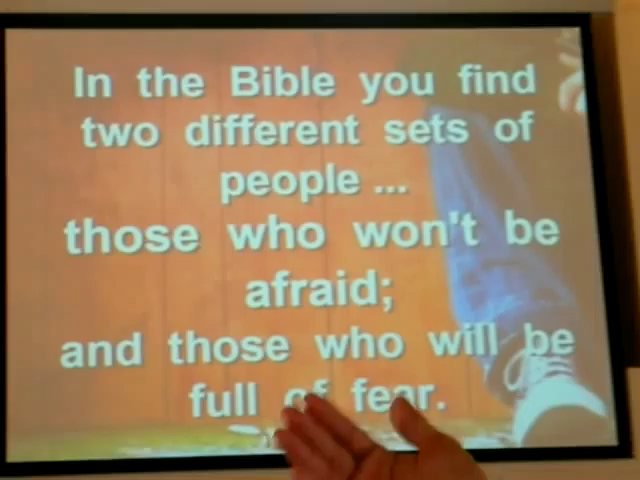 In the Bible you find
two different sets of
people ...
those who won't be
afraid;
and those who will be
full of fear.